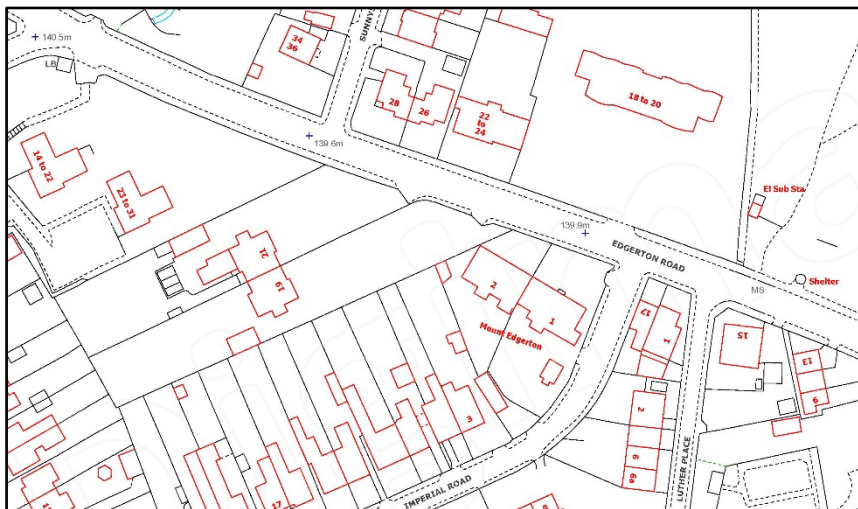 140.5m
LB
34
36
SUNNYS
28
26
22
to
24
18 to 20
139.6m
14 to 22
23 to 31
21
19
El Sub Sta
139.9m
EDGERTON ROAD
MS
Shelter
2
1
Mount Edgerton
17
1
15
13
9
2
6
6a
3
17
IMPERIAL ROAD
LUTHER PLACE